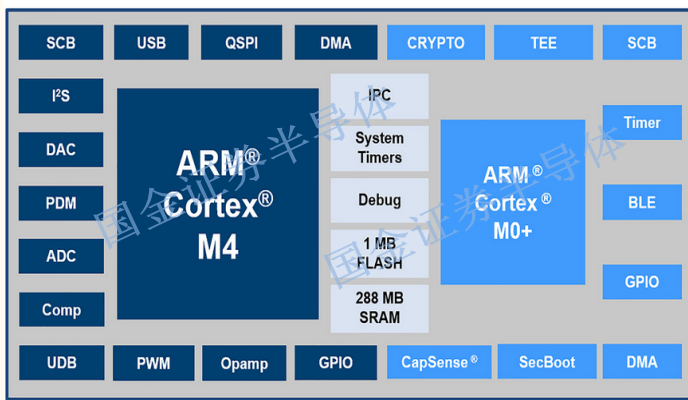 SCB
USB
QSPI
DMA
CRYPTO
TEE
SCB
I²S
DAC
PDM
ADC
Comp
ARM®
Cortex®
M4
IPC
System
Timers
Debug
1 MB
FLASH
288 MB
SRAM
ARM®
Cortex®
M0+
Timer
BLE
GPIO
UDB
PWM
Opamp
GPIO
CapSense®
SecBoot
DMA
国金证券半导体
国金证券半导体